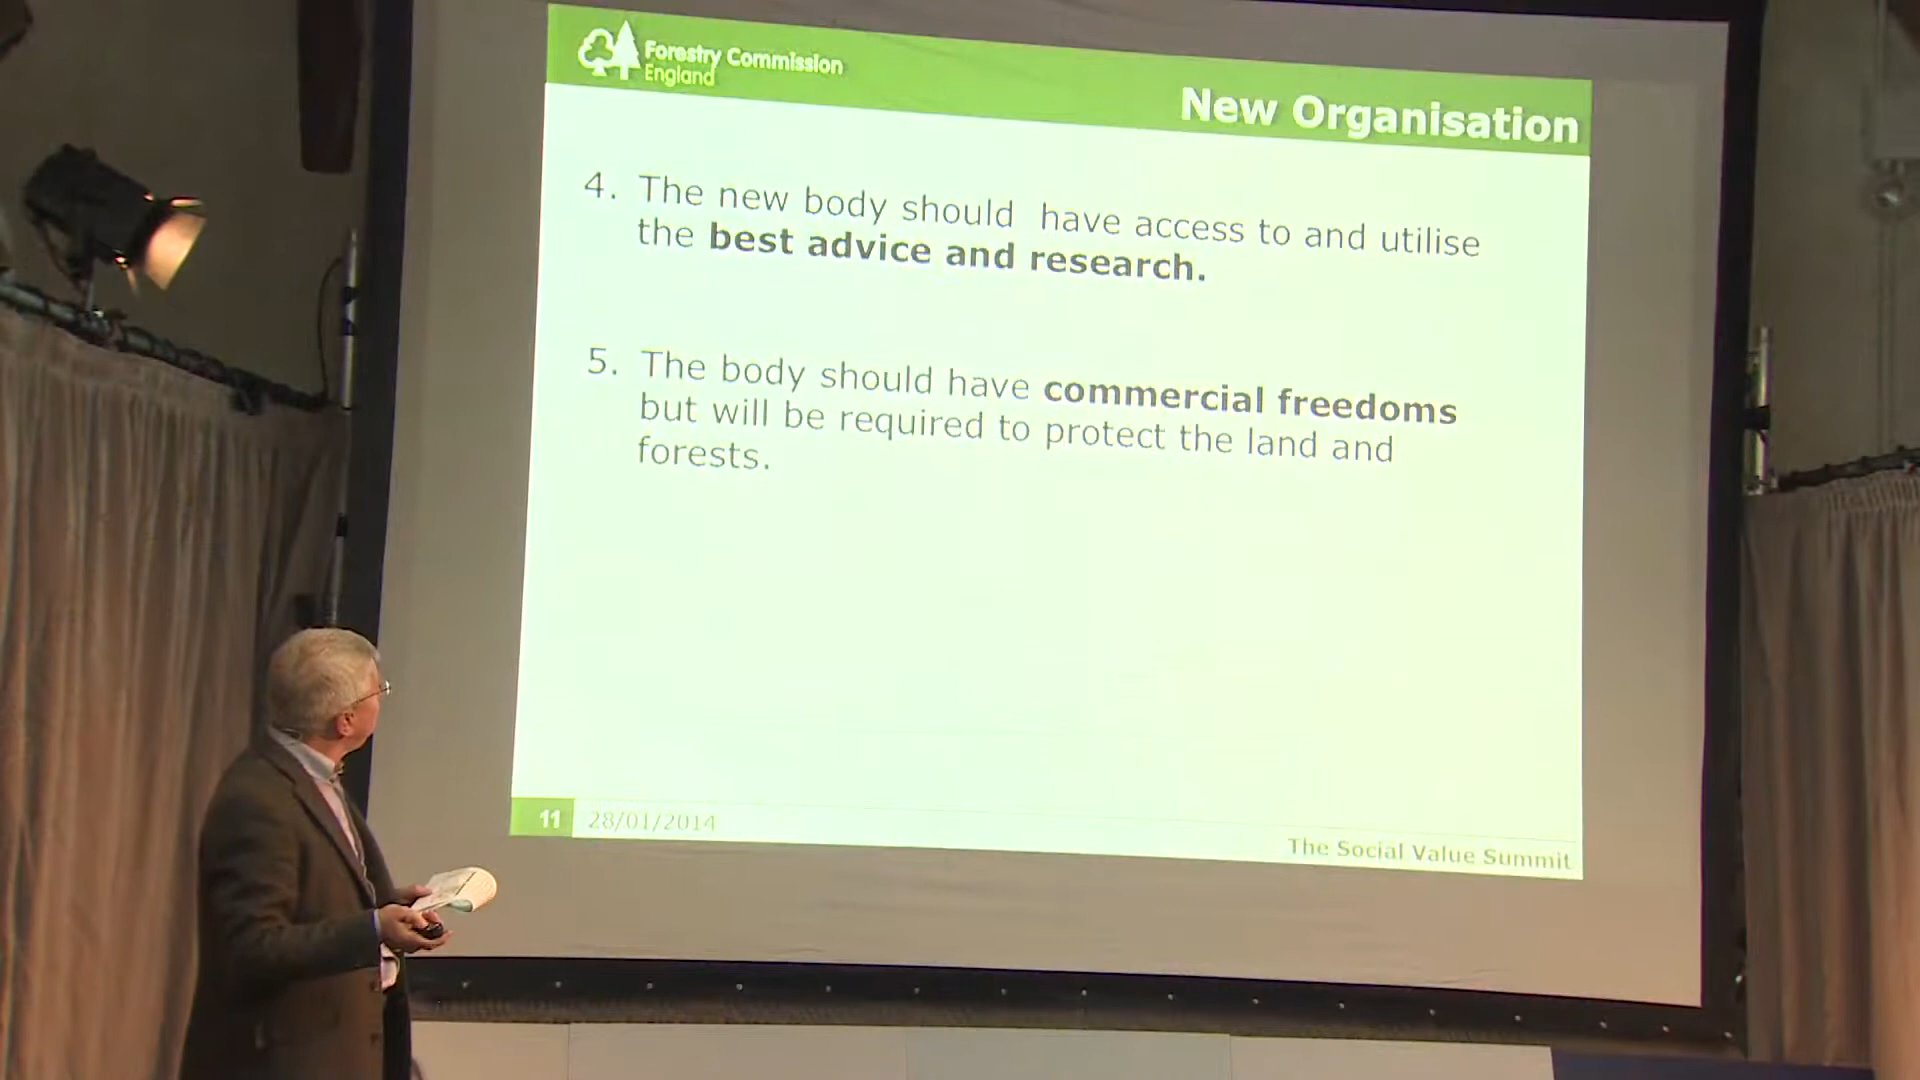 Forestry Commission
England
New Organisation
4. The new body should have access to and utilise
the best advice and research.
5. The body should have commercial freedoms
but will be required to protect the land and
forests.
11 28/01/2014
The Social Value Summit